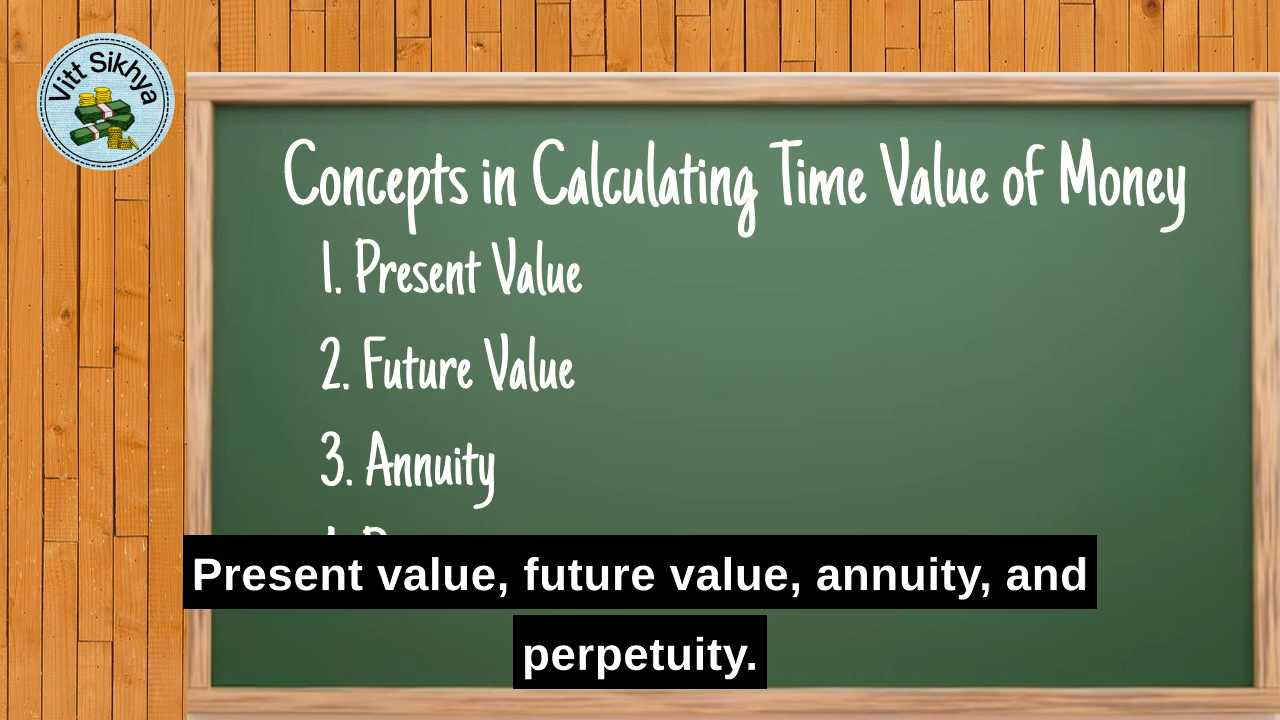 Vitt Sikhya
Concepts in Calculating Time Value of Money
1. Present Value
2. Future Value
3. Annuity
Present value, future value, annuity, and
perpetuity.